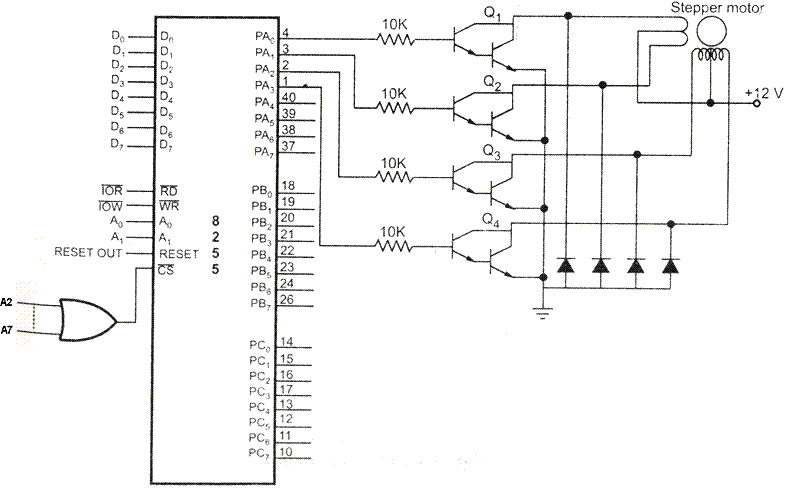 Stepper motor
+12 V
Q1
Q2
Q3
Q4
10K
10K
10K
10K
D0 D0
D1 D1
D2 D2
D3 D3
D4 D4
D5 D5
D6 D6
D7 D7
IOR RD
IOW WR
A0 A0
A1 A1
RESET OUT RESET
CS
A2
A7
8
2
5
5
PA0 4
PA1 3
PA2 2
PA3 1
PA4 40
PA5 39
PA6 38
PA7 37
PB0 18
PB1 19
PB2 20
PB3 21
PB4 22
PB5 23
PB6 24
PB7 26
PC0 14
PC1 15
PC2 16
PC3 17
PC4 13
PC5 12
PC6 11
PC7 10